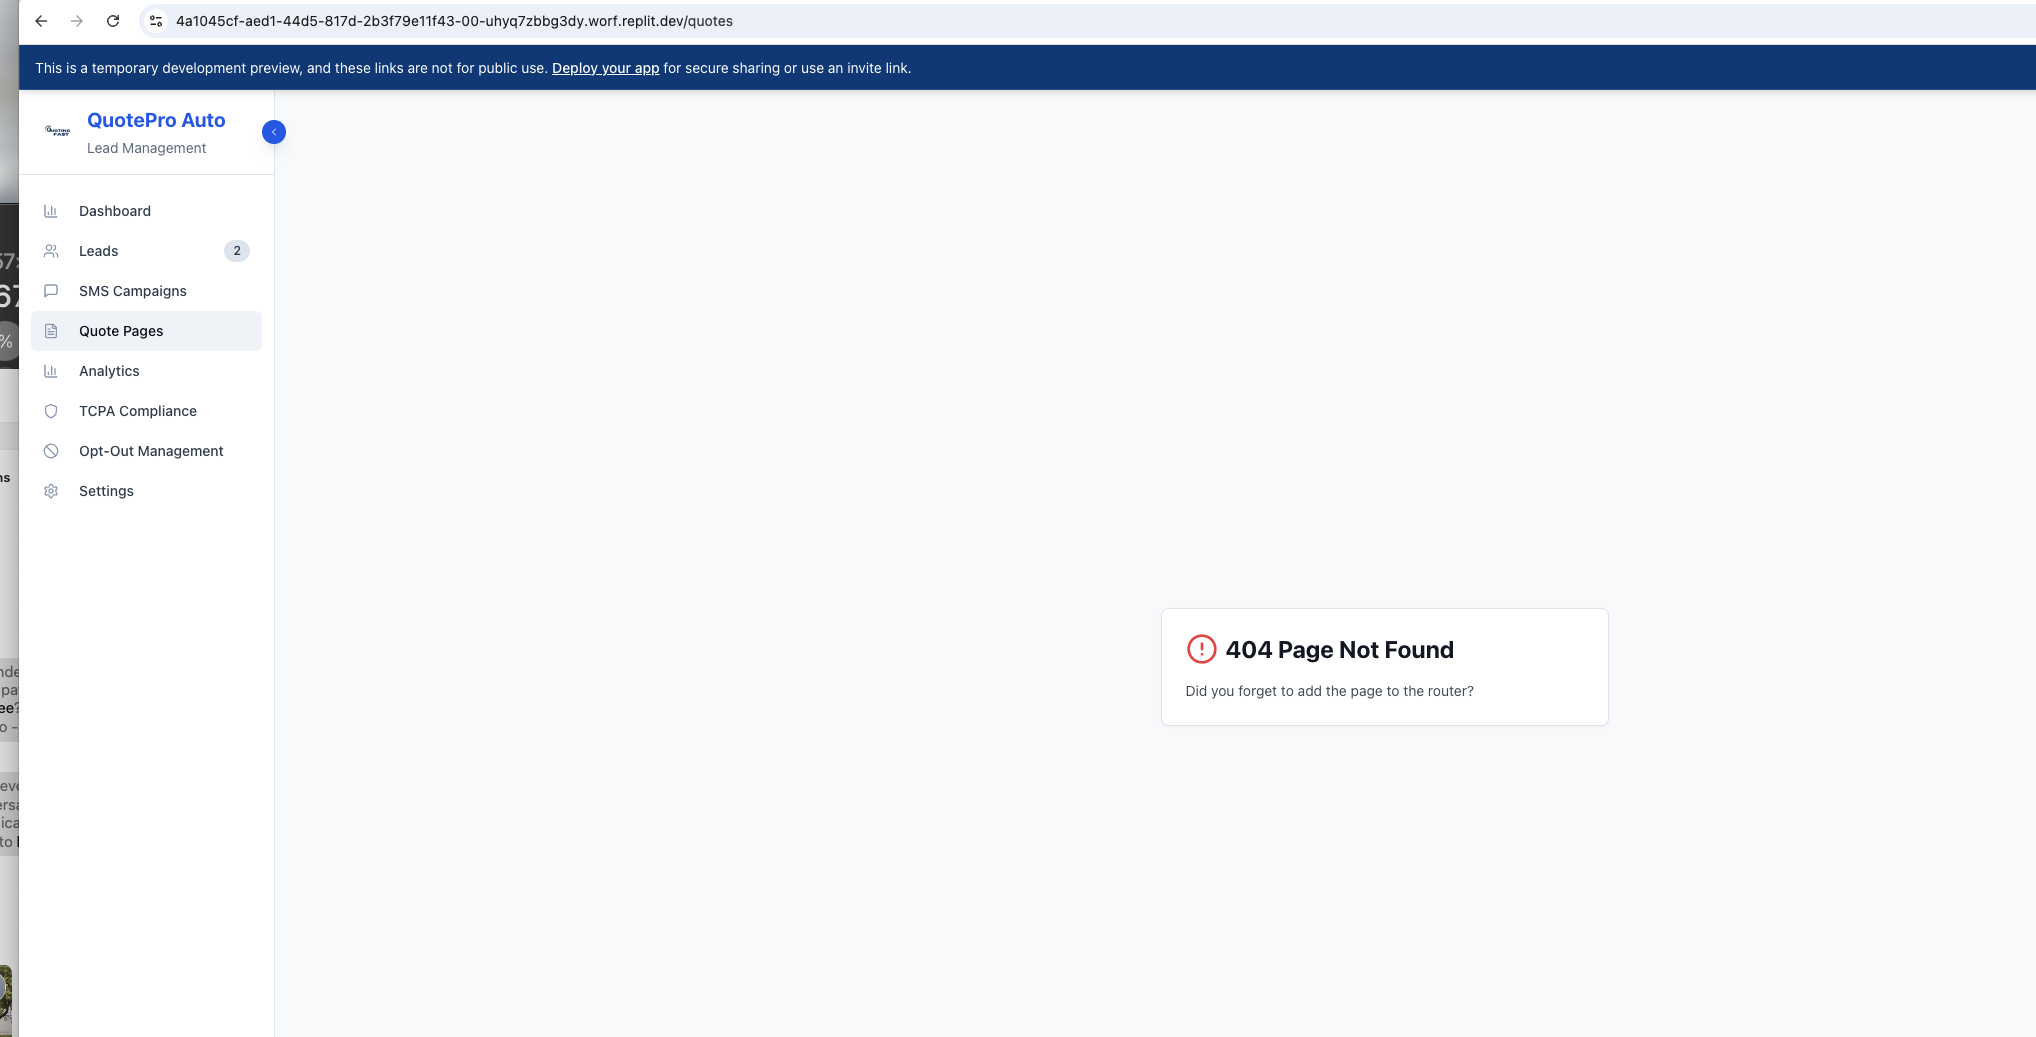 4a1045cf-aed1-44d5-817d-2b3f79e11f43-00-uhyq7zbbg3dy.worf.replit.dev/quotes
This is a temporary development preview, and these links are not for public use. Deploy your app for secure sharing or use an invite link.
QUOTING FAST
QuotePro Auto
Lead Management
Dashboard
Leads 2
SMS Campaigns
Quote Pages
Analytics
TCPA Compliance
Opt-Out Management
Settings
404 Page Not Found
Did you forget to add the page to the router?